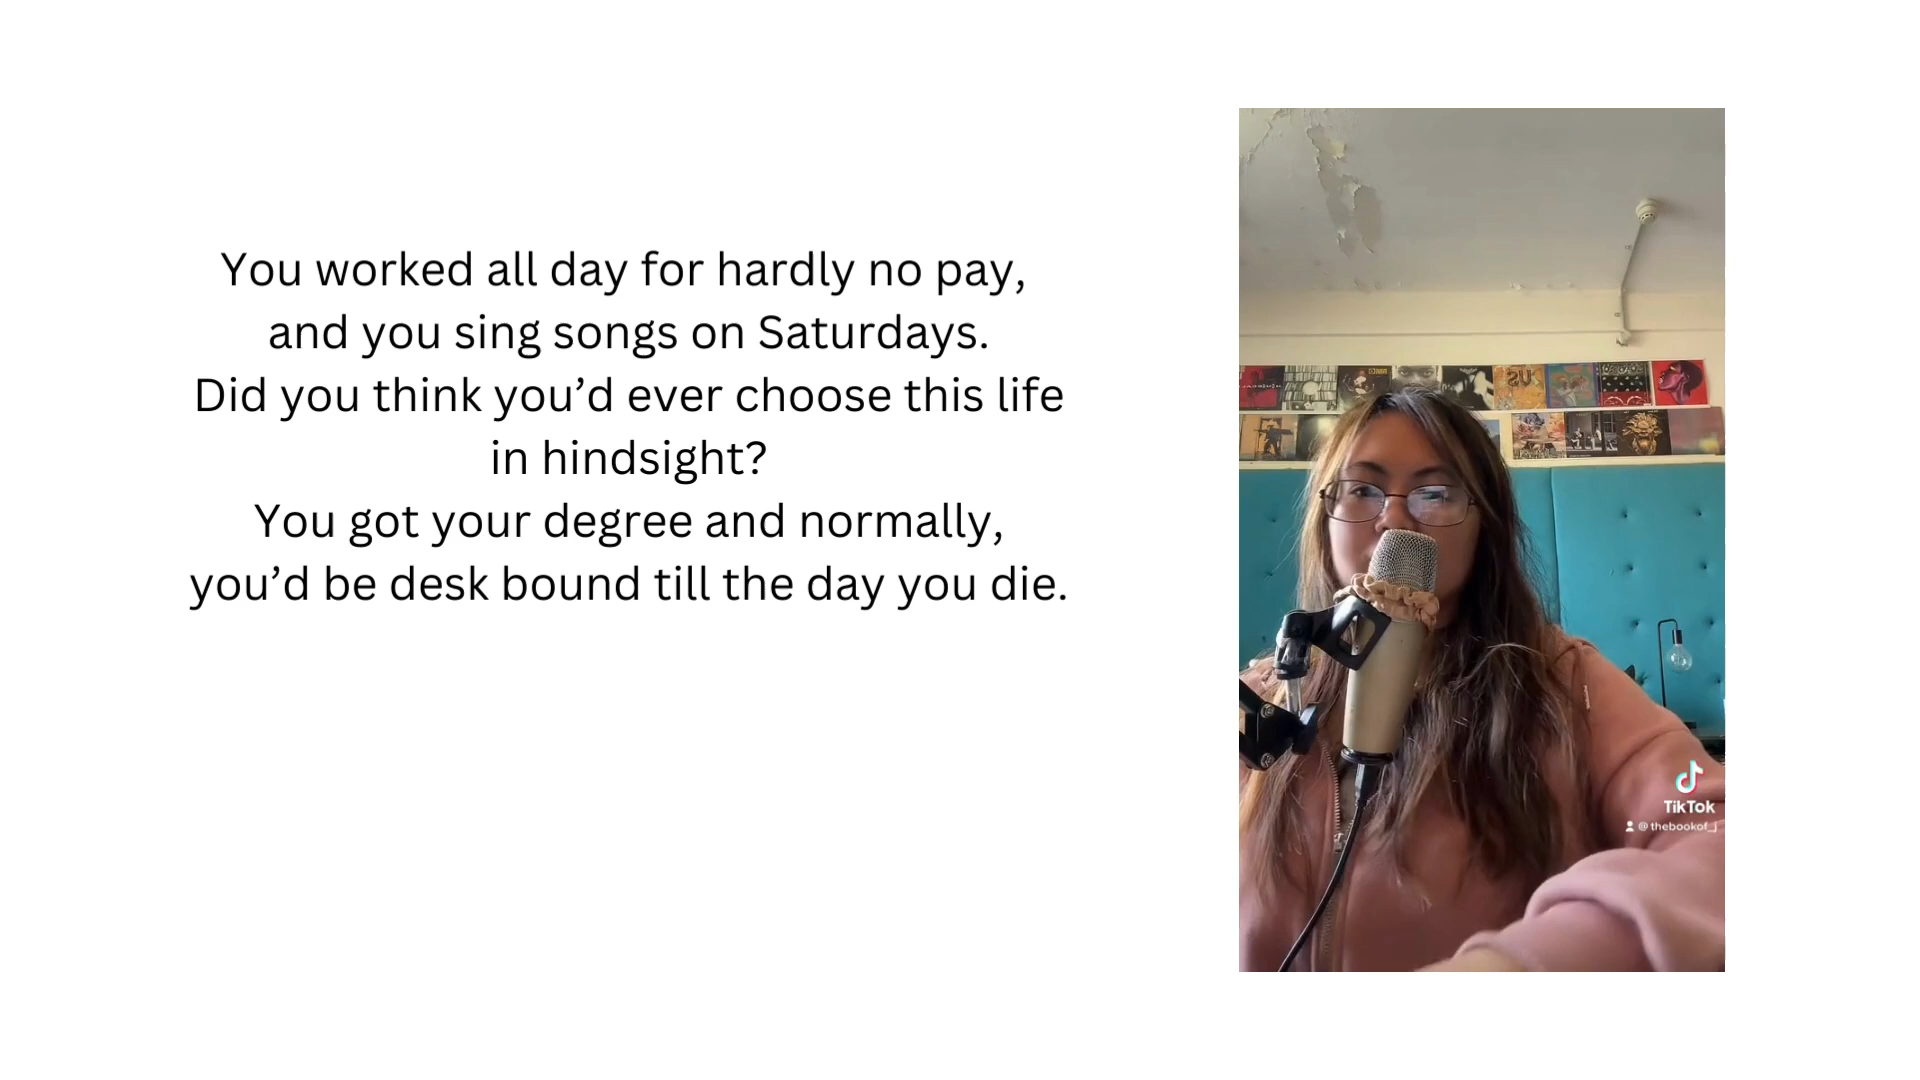 You worked all day for hardly no pay,
and you sing songs on Saturdays.
Did you think you’d ever choose this life
in hindsight?
You got your degree and normally,
you’d be desk bound till the day you die.
TikTok
@thebookof_j